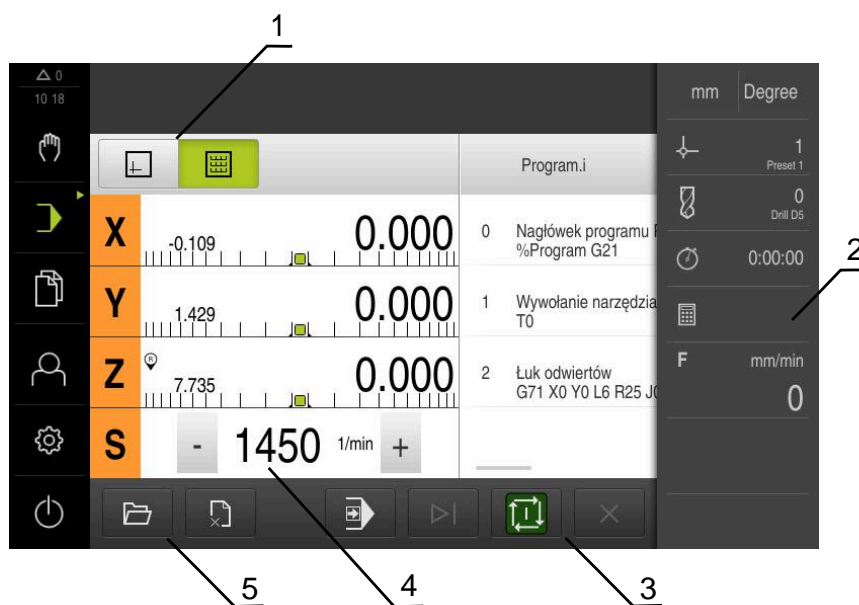 1
0
10 18
mm Degree
1
Preset 1
0
Drill D5
0:00:00
2
F mm/min
0
Program.i
X -0.109 0.000
Y 1.429 0.000
Z R 7.735 0.000
S - 1450 1/min +
0 Nagłówek programu
%Program G21
1 Wywołanie narzędzia
T0
2 Łuk odwiertów
G71 X0 Y0 L6 R25
5 4 3